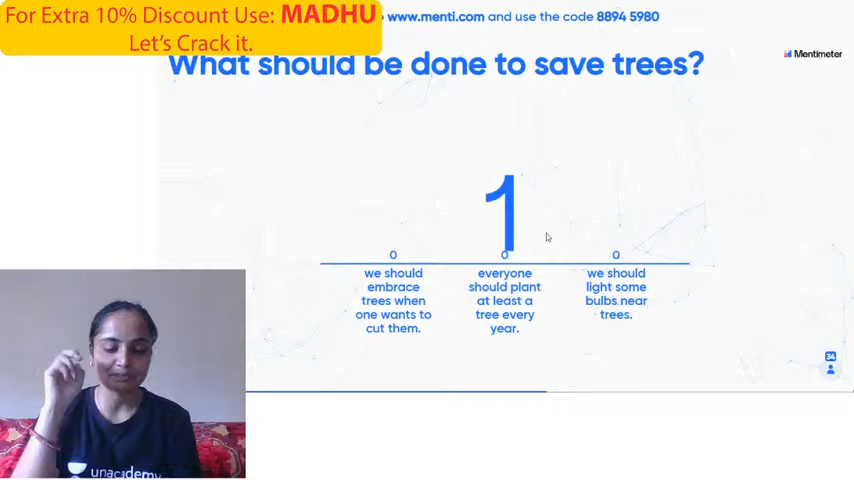 For Extra 10% Discount Use: MADHU
Let's Crack it.
www.menti.com and use the code 8894 5980
What should be done to save trees?
Mentimeter
1
0
0
0
we should
embrace
trees when
one wants to
cut them.
everyone
should plant
at least a
tree every
year.
we should
light some
bulbs near
trees.
34
unacademy